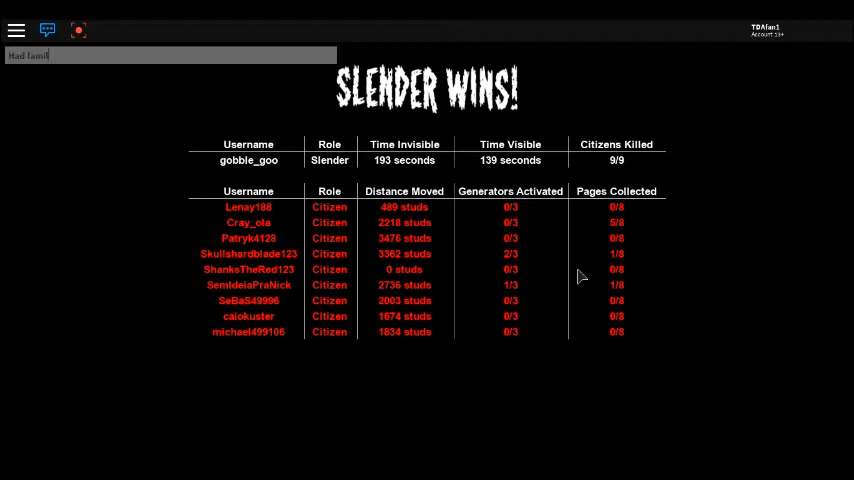 TDAfan1
Account: 13+
Had famil
SLENDER WINS!
Username Role Time Invisible Time Visible Citizens Killed
gobble_goo Slender 193 seconds 139 seconds 9/9
Username Role Distance Moved Generators Activated Pages Collected
Lenay188 Citizen 489 studs 0/3 0/8
Cray_ola Citizen 2218 studs 0/3 5/8
Patryk4128 Citizen 3476 studs 0/3 0/8
Skullshardblade123 Citizen 3362 studs 2/3 1/8
ShanksTheRed123 Citizen 0 studs 0/3 0/8
SemIdeiaPraNick Citizen 2736 studs 1/3 1/8
SeBaS49996 Citizen 2003 studs 0/3 0/8
calokuster Citizen 1674 studs 0/3 0/8
michael499106 Citizen 1834 studs 0/3 0/8